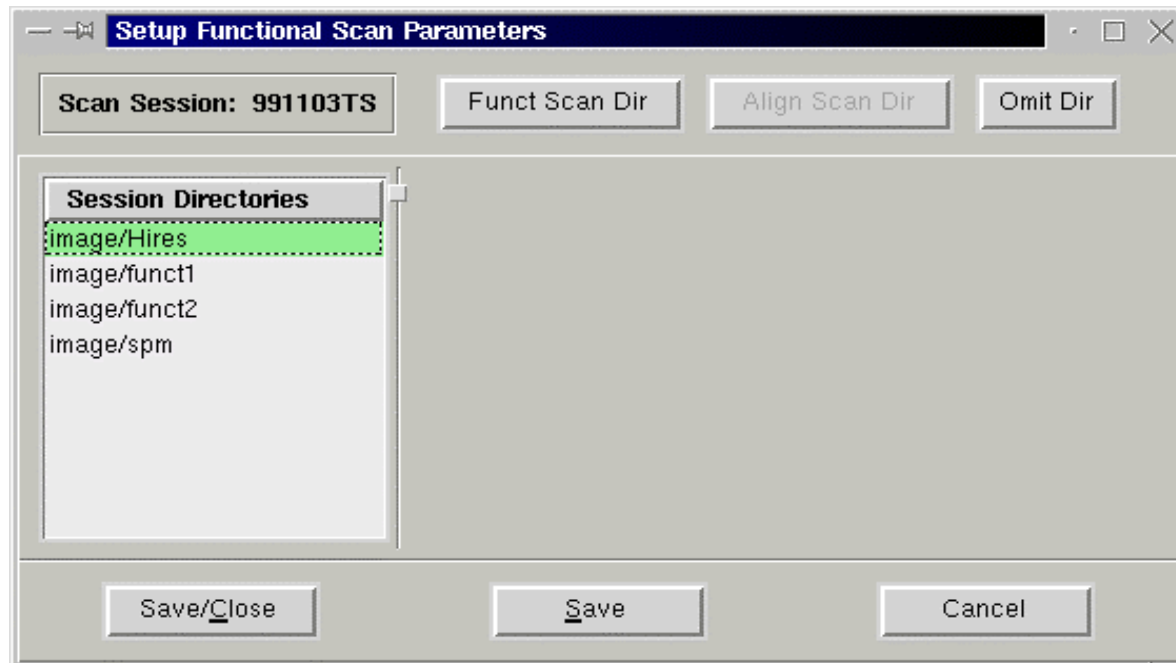 Setup Functional Scan Parameters
Scan Session: 991103TS
Funct Scan Dir
Align Scan Dir
Omit Dir
Session Directories
image/Hires
image/funct1
image/funct2
image/spm
Save/Close
Save
Cancel